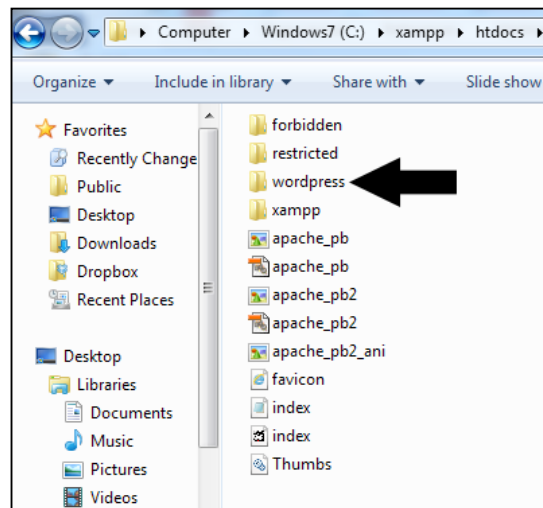 Computer Windows7 (C:) xampp htdocs
Organize Include in library Share with Slide show
Favorites
Recently Change
Public
Desktop
Downloads
Dropbox
Recent Places
Desktop
Libraries
Documents
Music
Pictures
Videos
forbidden
restricted
wordpress
xampp
apache_pb
apache_pb
apache_pb2
apache_pb2
apache_pb2_ani
favicon
index
index
Thumbs